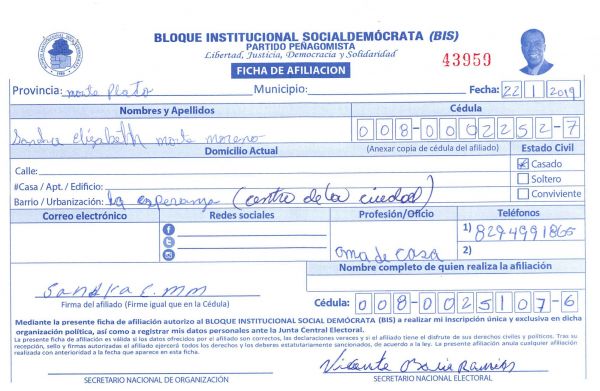 BLOQUE INSTITUCIONAL SOCIALDEMÓCRATA (BIS)
PARTIDO PEÑAGOMISTA
Libertad, Justicia, Democracia y Solidaridad
43959
FICHA DE AFILIACION
Provincia: monte plata Municipio: Fecha: 22 1 2019
Nombres y Apellidos Cédula
Sandra Elizabeth monte moreno 008-0002252-7
Domicilio Actual (Anexar copia de cédula del afiliado) Estado Civil
Calle: Casado
#Casa / Apt. / Edificio: Soltero
Barrio / Urbanización: la esperanza (centro de la ciudad) Conviviente
Correo electrónico Redes sociales Profesión/Oficio Teléfonos
1) 8294991865
ama de casa 2)
Nombre completo de quien realiza la afiliación
Sandra E. M M
Firma del afiliado (Firme igual que en la Cédula) Cédula: 008-0025107-6
Mediante la presente ficha de afiliación autorizo al BLOQUE INSTITUCIONAL SOCIAL DEMÓCRATA (BIS) a realizar mi inscripción única y exclusiva en dicha
organización política, así como a registrar mis datos personales ante la Junta Central Electoral.
La presente ficha de afiliación es válida si los datos ofrecidos por el afiliado son correctos, las declaraciones veraces y si el afiliado tiene el disfrute de sus derechos civiles y políticos. Tras su
recepción, sello y firmas autorizadas el afiliado ejercerá todos los derechos y los deberes estatutariamente sancionados, de acuerdo a la ley. La presente afiliación anula cualquier afiliación
realizada con anterioridad a la fecha que aparece en esta ficha.
Vicente
SECRETARIO NACIONAL DE ORGANIZACIÓN SECRETARIO NACIONAL DE ELECTORAL